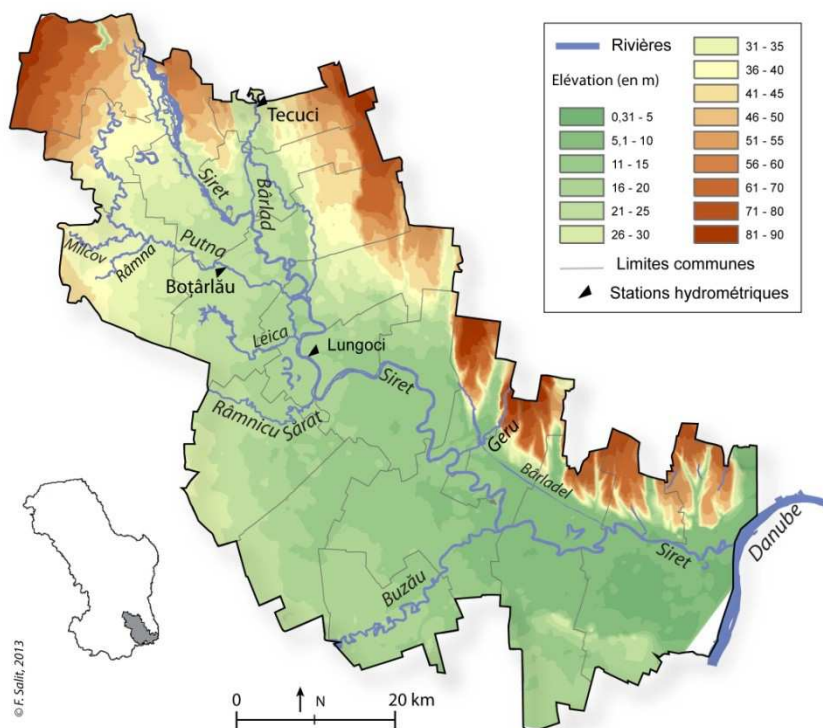 Rivières
Elévation (en m)
0,31 - 5
5,1 - 10
11 - 15
16 - 20
21 - 25
26 - 30
31 - 35
36 - 40
41 - 45
46 - 50
51 - 55
56 - 60
61 - 70
71 - 80
81 - 90
Limites communes
Stations hydrométriques
Tecuci
Siret
Bârlad
Putna
Milcov
Râmna
Boţârlău
Leica
Lungoci
Siret
Râmnicu Sărat
Geru
Bârladel
Siret
Danube
Buzău
© F. Salit, 2013
0
N
20 km